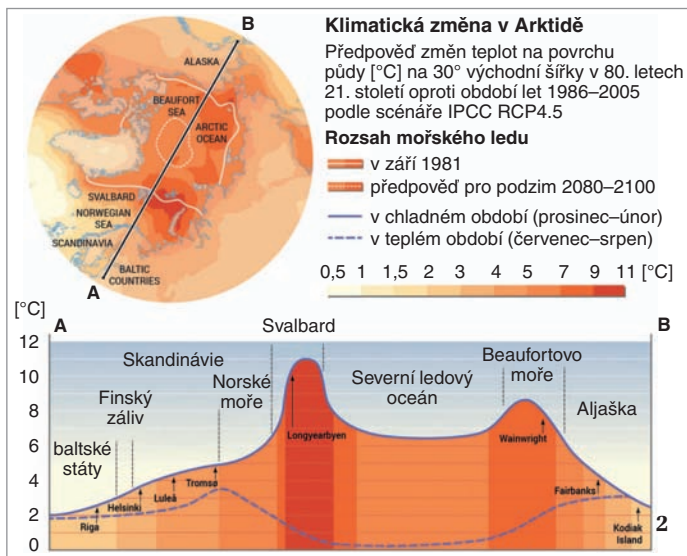 B
ALASKA
BEAUFORT
SEA
ARCTIC
OCEAN
SVALBARD
NORWEGIAN
SEA
SCANDINAVIA
BALTIC
COUNTRIES
A
Klimatická změna v Arktidě
Předpověď změn teplot na povrchu
půdy [°C] na 30° východní šířky v 80. letech
21. století oproti období let 1986–2005
podle scénáře IPCC RCP4.5
Rozsah mořského ledu
v září 1981
předpověď pro podzim 2080–2100
v chladném období (prosinec–únor)
v teplém období (červenec–srpen)
0,5 1 1,5 2 3 5 7 9 11 [°C]
[°C]
A
Svalbard
B
12
10
8
6
4
2
0
Skandinávie
Finský
záliv
baltské
státy
Norské
moře
Severní ledový
oceán
Beaufortovo
moře
Aljaška
Riga
Helsinki
Luleå
Tromsø
Longyearbyen
Wainwright
Fairbanks
Kodiak
Island
2